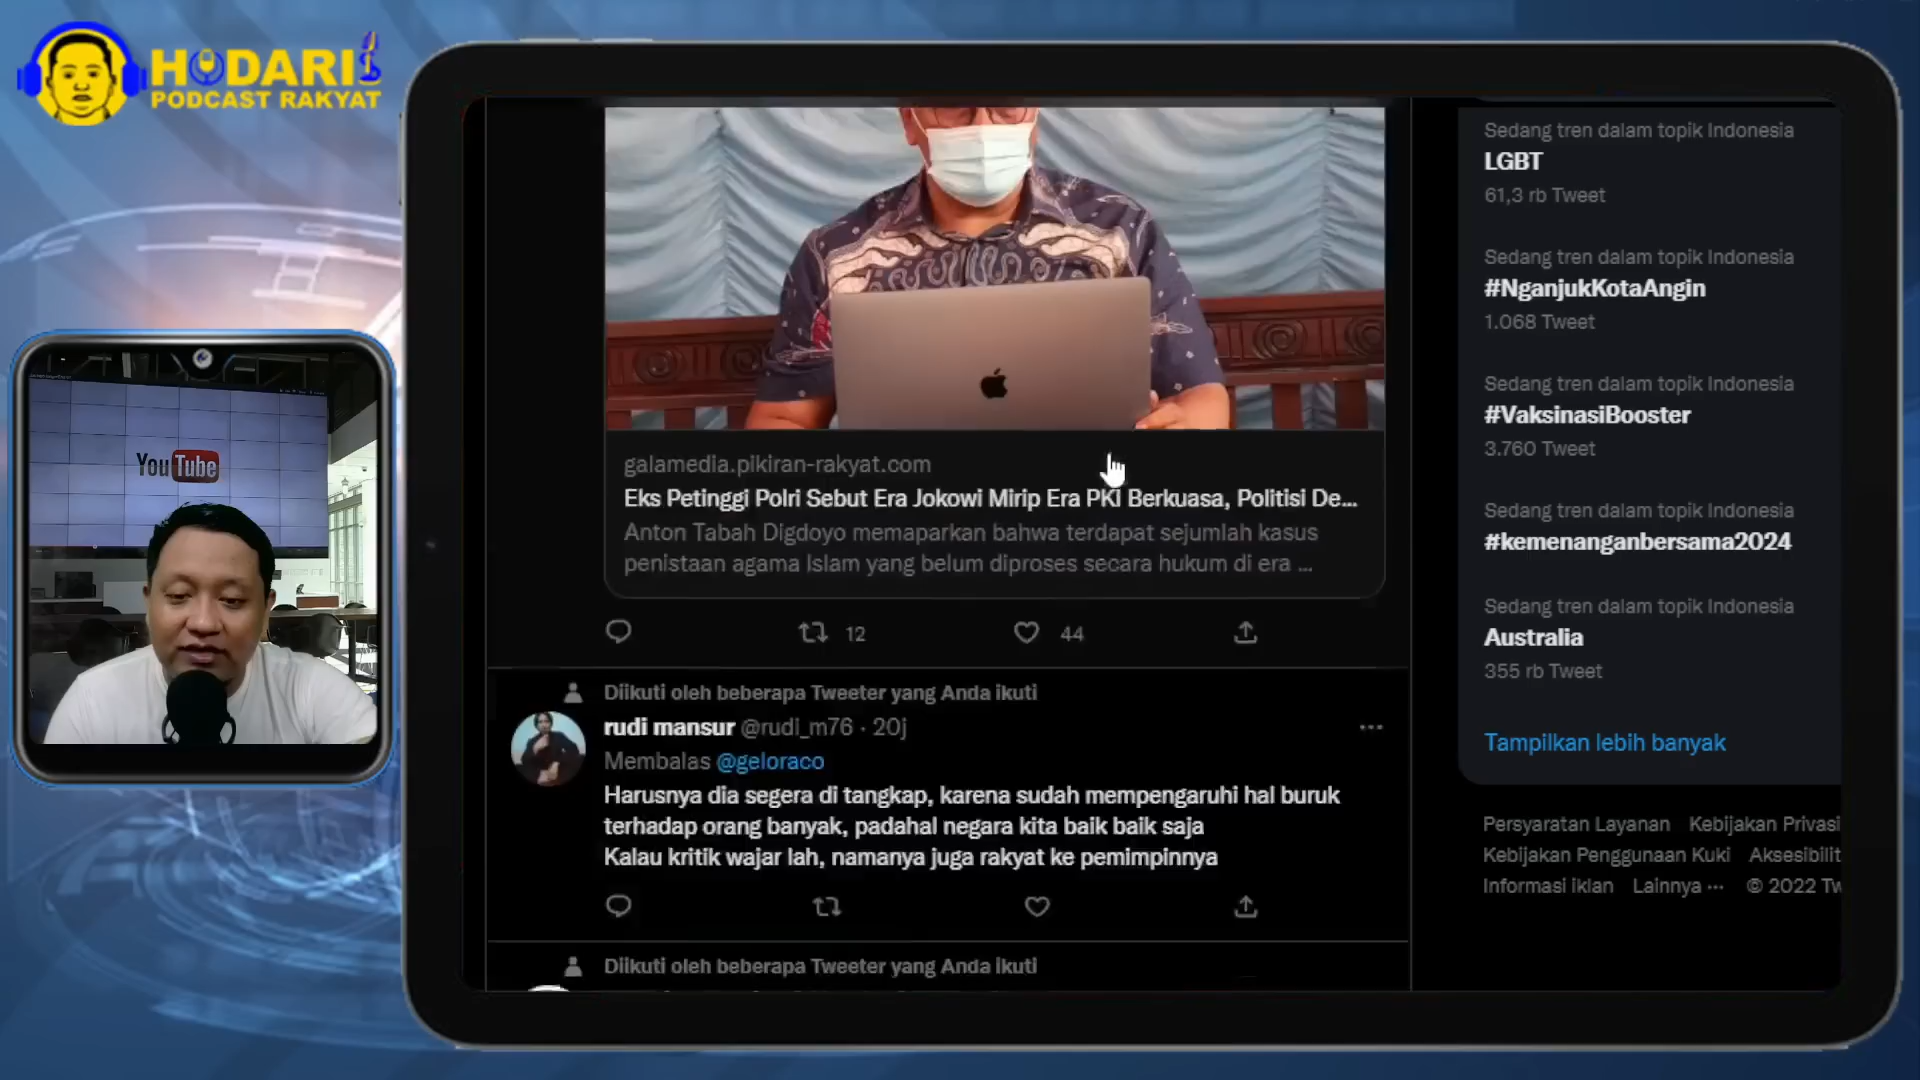 HODARI
PODCAST RAKYAT
YouTube
galamedia.pikiran-rakyat.com
Eks Petinggi Polri Sebut Era Jokowi Mirip Era PKI Berkuasa, Politisi De...
Anton Tabah Digdoyo memaparkan bahwa terdapat sejumlah kasus
penistaan agama Islam yang belum diproses secara hukum di era ...
12
44
Diikuti oleh beberapa Tweeter yang Anda ikuti
rudi mansur @rudi_m76 · 20j
Membalas @geloraco
Harusnya dia segera di tangkap, karena sudah mempengaruhi hal buruk
terhadap orang banyak, padahal negara kita baik baik saja
Kalau kritik wajar lah, namanya juga rakyat ke pemimpinnya
Diikuti oleh beberapa Tweeter yang Anda ikuti
Sedang tren dalam topik Indonesia
LGBT
61,3 rb Tweet
Sedang tren dalam topik Indonesia
#NganjukKotaAngin
1.068 Tweet
Sedang tren dalam topik Indonesia
#VaksinasiBooster
3.760 Tweet
Sedang tren dalam topik Indonesia
#kemenanganbersama2024
Sedang tren dalam topik Indonesia
Australia
355 rb Tweet
Tampilkan lebih banyak
Persyaratan Layanan Kebijakan Privasi
Kebijakan Penggunaan Kuki Aksesibilit
Informasi iklan Lainnya ··· © 2022 Tw